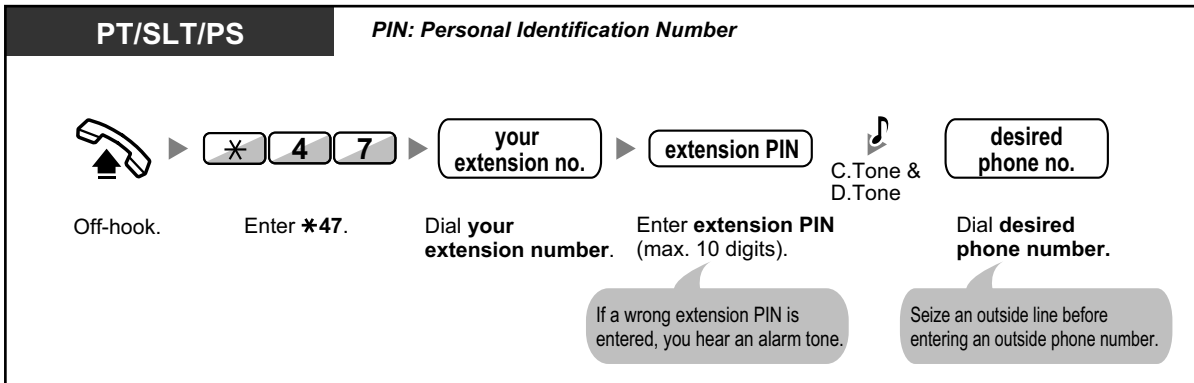 PT/SLT/PS
PIN: Personal Identification Number
* 4 7
your
extension no.
extension PIN
C.Tone &
D.Tone
desired
phone no.
Off-hook.
Enter *47.
Dial your
extension number.
Enter extension PIN
(max. 10 digits).
Dial desired
phone number.
If a wrong extension PIN is
entered, you hear an alarm tone.
Seize an outside line before
entering an outside phone number.